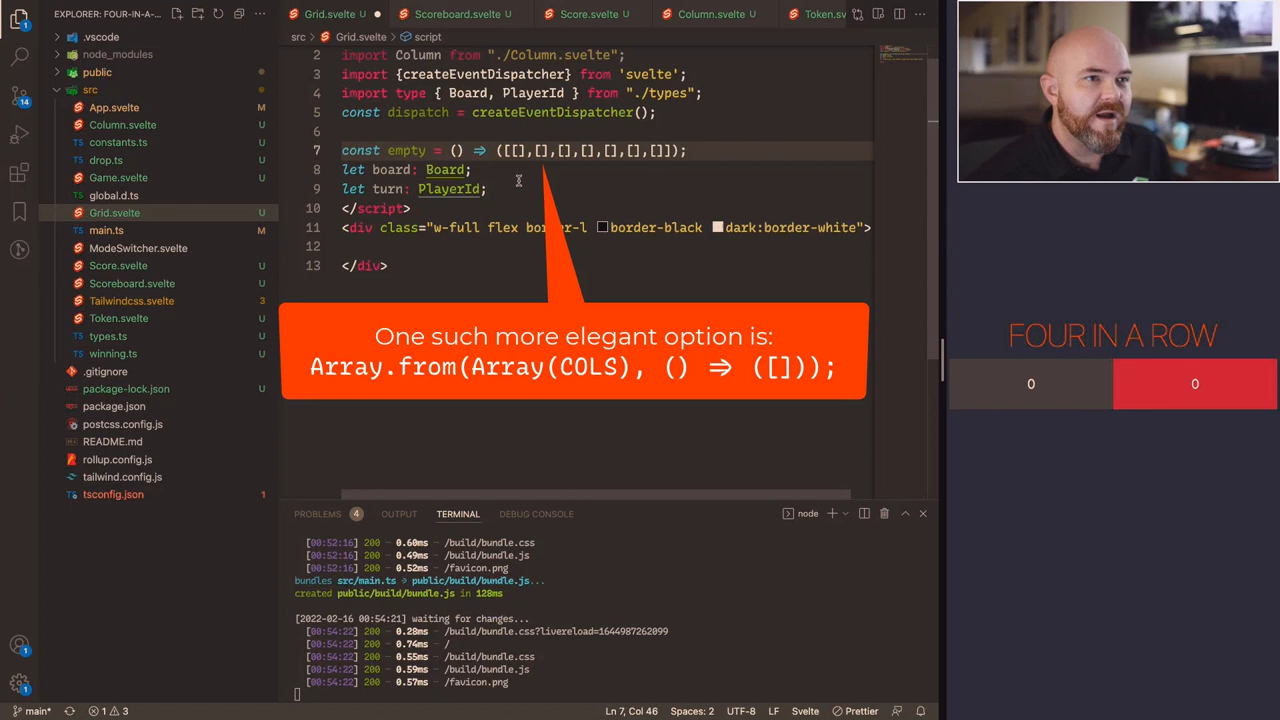 EXPLORER: FOUR-IN-A-...
Grid.svelte
Scoreboard.svelte U
Score.svelte U
Column.svelte U
Token.sv
.vscode
node_modules
public
src
App.svelte M
Column.svelte U
constants.ts U
drop.ts U
Game.svelte U
global.d.ts
Grid.svelte U
main.ts M
ModeSwitcher.svelte
Score.svelte U
Scoreboard.svelte U
Tailwindcss.svelte 3
Token.svelte U
types.ts U
winning.ts U
.gitignore
package-lock.json U
package.json M
postcss.config.js
README.md
rollup.config.js
tailwind.config.js
tsconfig.json 1
1
14
1
1
src > Grid.svelte > script
2 import Column from "./Column.svelte";
3 import {createEventDispatcher} from 'svelte';
4 import type { Board, PlayerId } from "./types";
5 const dispatch = createEventDispatcher();
6
7 const empty = () => ([[],[],[],[],[],[],[]]);
8 let board: Board;
9 let turn: PlayerId;
10 </script>
11 <div class="w-full flex border-l border-black dark:border-white">
12
13 </div>
One such more elegant option is:
Array.from(Array(COLS), () => ([]));
PROBLEMS 4 OUTPUT TERMINAL DEBUG CONSOLE
node
[00:52:16] 200 - 0.60ms - /build/bundle.css
[00:52:16] 200 - 0.49ms - /build/bundle.js
[00:52:16] 200 - 0.52ms - /favicon.png
bundles src/main.ts → public/build/bundle.js...
created public/build/bundle.js in 128ms
[2022-02-16 00:54:21] waiting for changes...
[00:54:22] 200 - 0.28ms - /build/bundle.css?livereload=1644987262099
[00:54:22] 200 - 0.74ms - /
[00:54:22] 200 - 0.55ms - /build/bundle.css
[00:54:22] 200 - 0.59ms - /build/bundle.js
[00:54:22] 200 - 0.57ms - /favicon.png
FOUR IN A ROW
0 0
main* 1 3
Ln 7, Col 46 Spaces: 2 UTF-8 LF Svelte Prettier